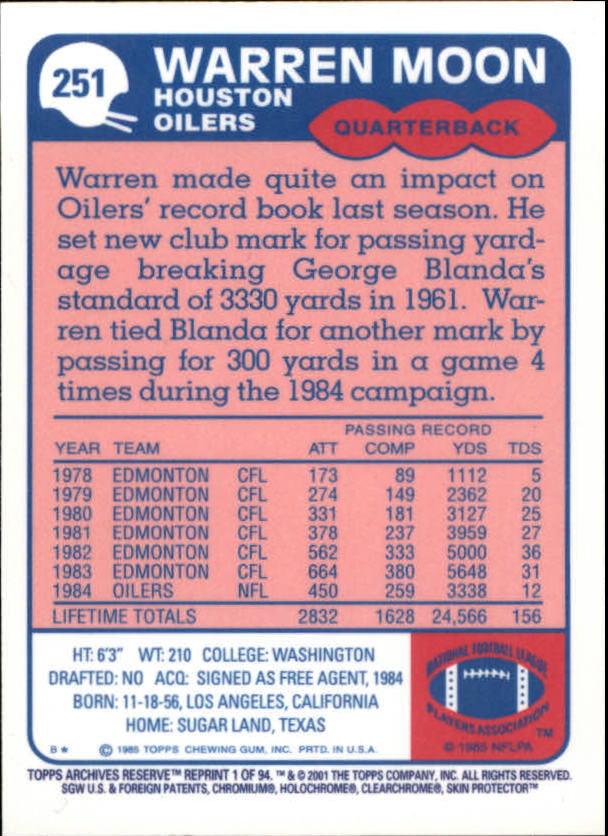 251
WARREN MOON
HOUSTON
OILERS
QUARTERBACK
Warren made quite an impact on
Oilers' record book last season. He
set new club mark for passing yard-
age breaking George Blanda's
standard of 3330 yards in 1961. War-
ren tied Blanda for another mark by
passing for 300 yards in a game 4
times during the 1984 campaign.
PASSING RECORD
YEAR TEAM ATT COMP YDS TDS
1978 EDMONTON CFL 173 89 1112 5
1979 EDMONTON CFL 274 149 2362 20
1980 EDMONTON CFL 331 181 3127 25
1981 EDMONTON CFL 378 237 3959 27
1982 EDMONTON CFL 562 333 5000 36
1983 EDMONTON CFL 664 380 5648 31
1984 OILERS NFL 450 259 3338 12
LIFETIME TOTALS 2832 1628 24,566 156
HT: 6'3" WT: 210 COLLEGE: WASHINGTON
DRAFTED: NO ACQ: SIGNED AS FREE AGENT, 1984
BORN: 11-18-56, LOS ANGELES, CALIFORNIA
HOME: SUGAR LAND, TEXAS
B * © 1985 TOPPS CHEWING GUM, INC. PRTD. IN U.S.A.
NATIONAL FOOTBALL LEAGUE
PLAYERS ASSOCIATION
TM
© 1985 NFLPA
TOPPS ARCHIVES RESERVE™ REPRINT 1 OF 94. ™ & © 2001 THE TOPPS COMPANY, INC. ALL RIGHTS RESERVED.
SGW U.S. & FOREIGN PATENTS, CHROMIUM®, HOLOCHROME®, CLEARCHROME®, SKIN PROTECTOR™